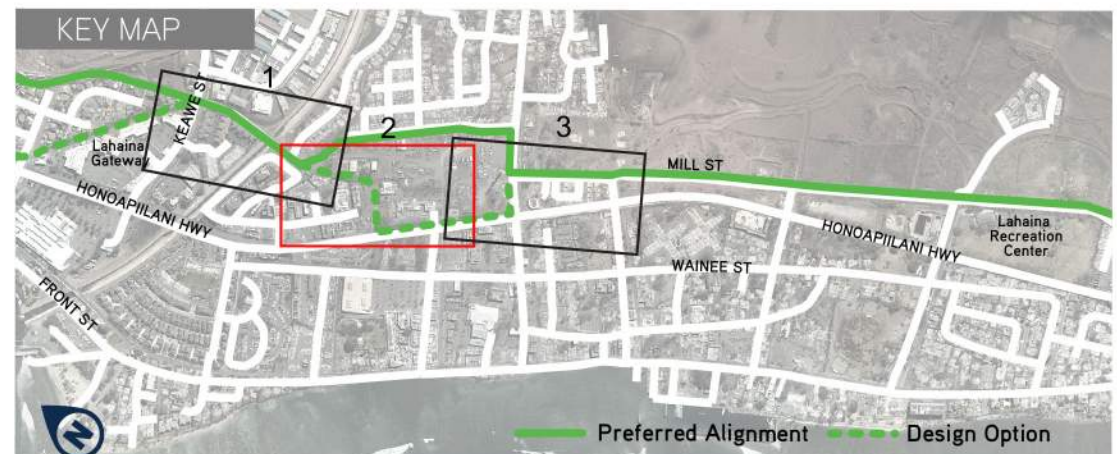 KEY MAP
1
KEAWE ST
2
3
Lahaina
Gateway
MILL ST
HONOAPIILANI HWY
HONOAPIILANI HWY
Lahaina
Recreation
Center
WAINEE ST
FRONT ST
N
Preferred Alignment
Design Option